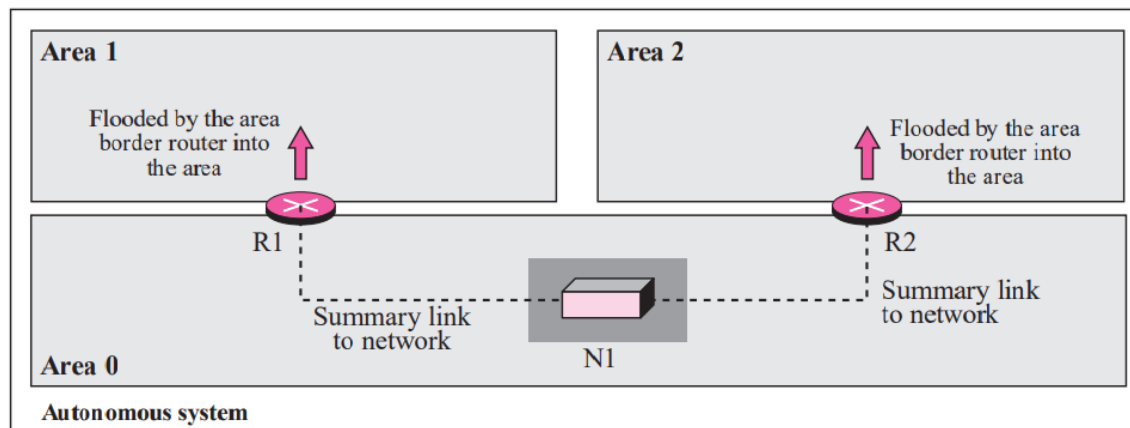 Area 1
Flooded by the area
border router into
the area
Area 2
Flooded by the area
border router into
the area
R1
R2
Summary link
to network
N1
Summary link
to network
Area 0
Autonomous system